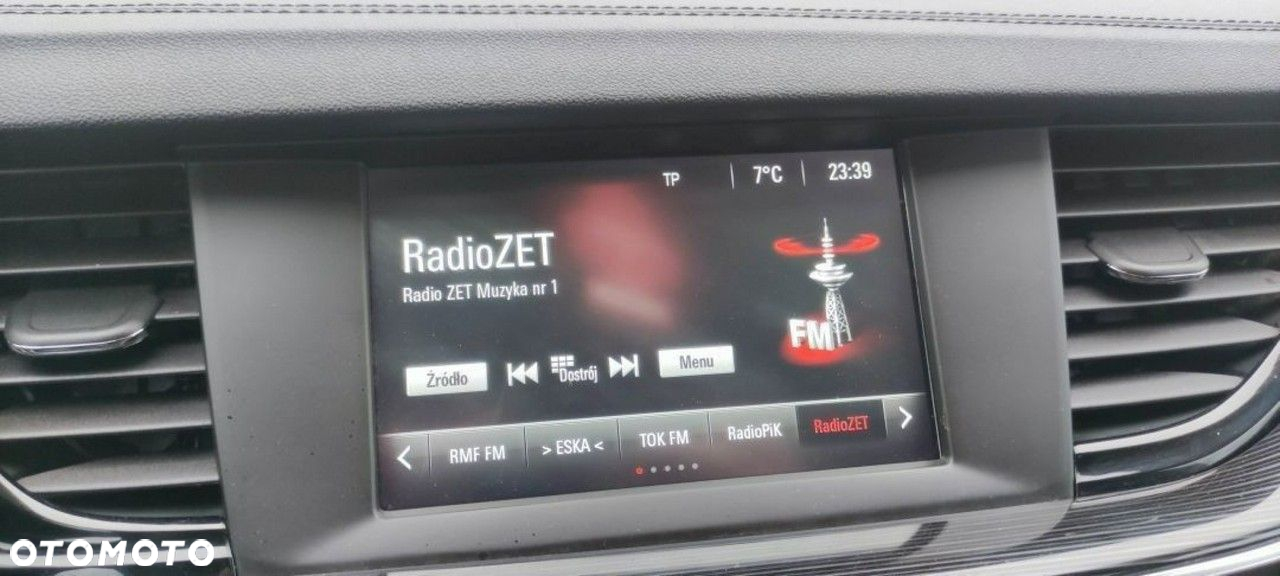 TP 7°C 23:39
RadioZET
Radio ZET Muzyka nr 1
FM
Źródło Dostrój Menu
RMF FM > ESKA < TOK FM RadioPiK RadioZET
OTOMOTO